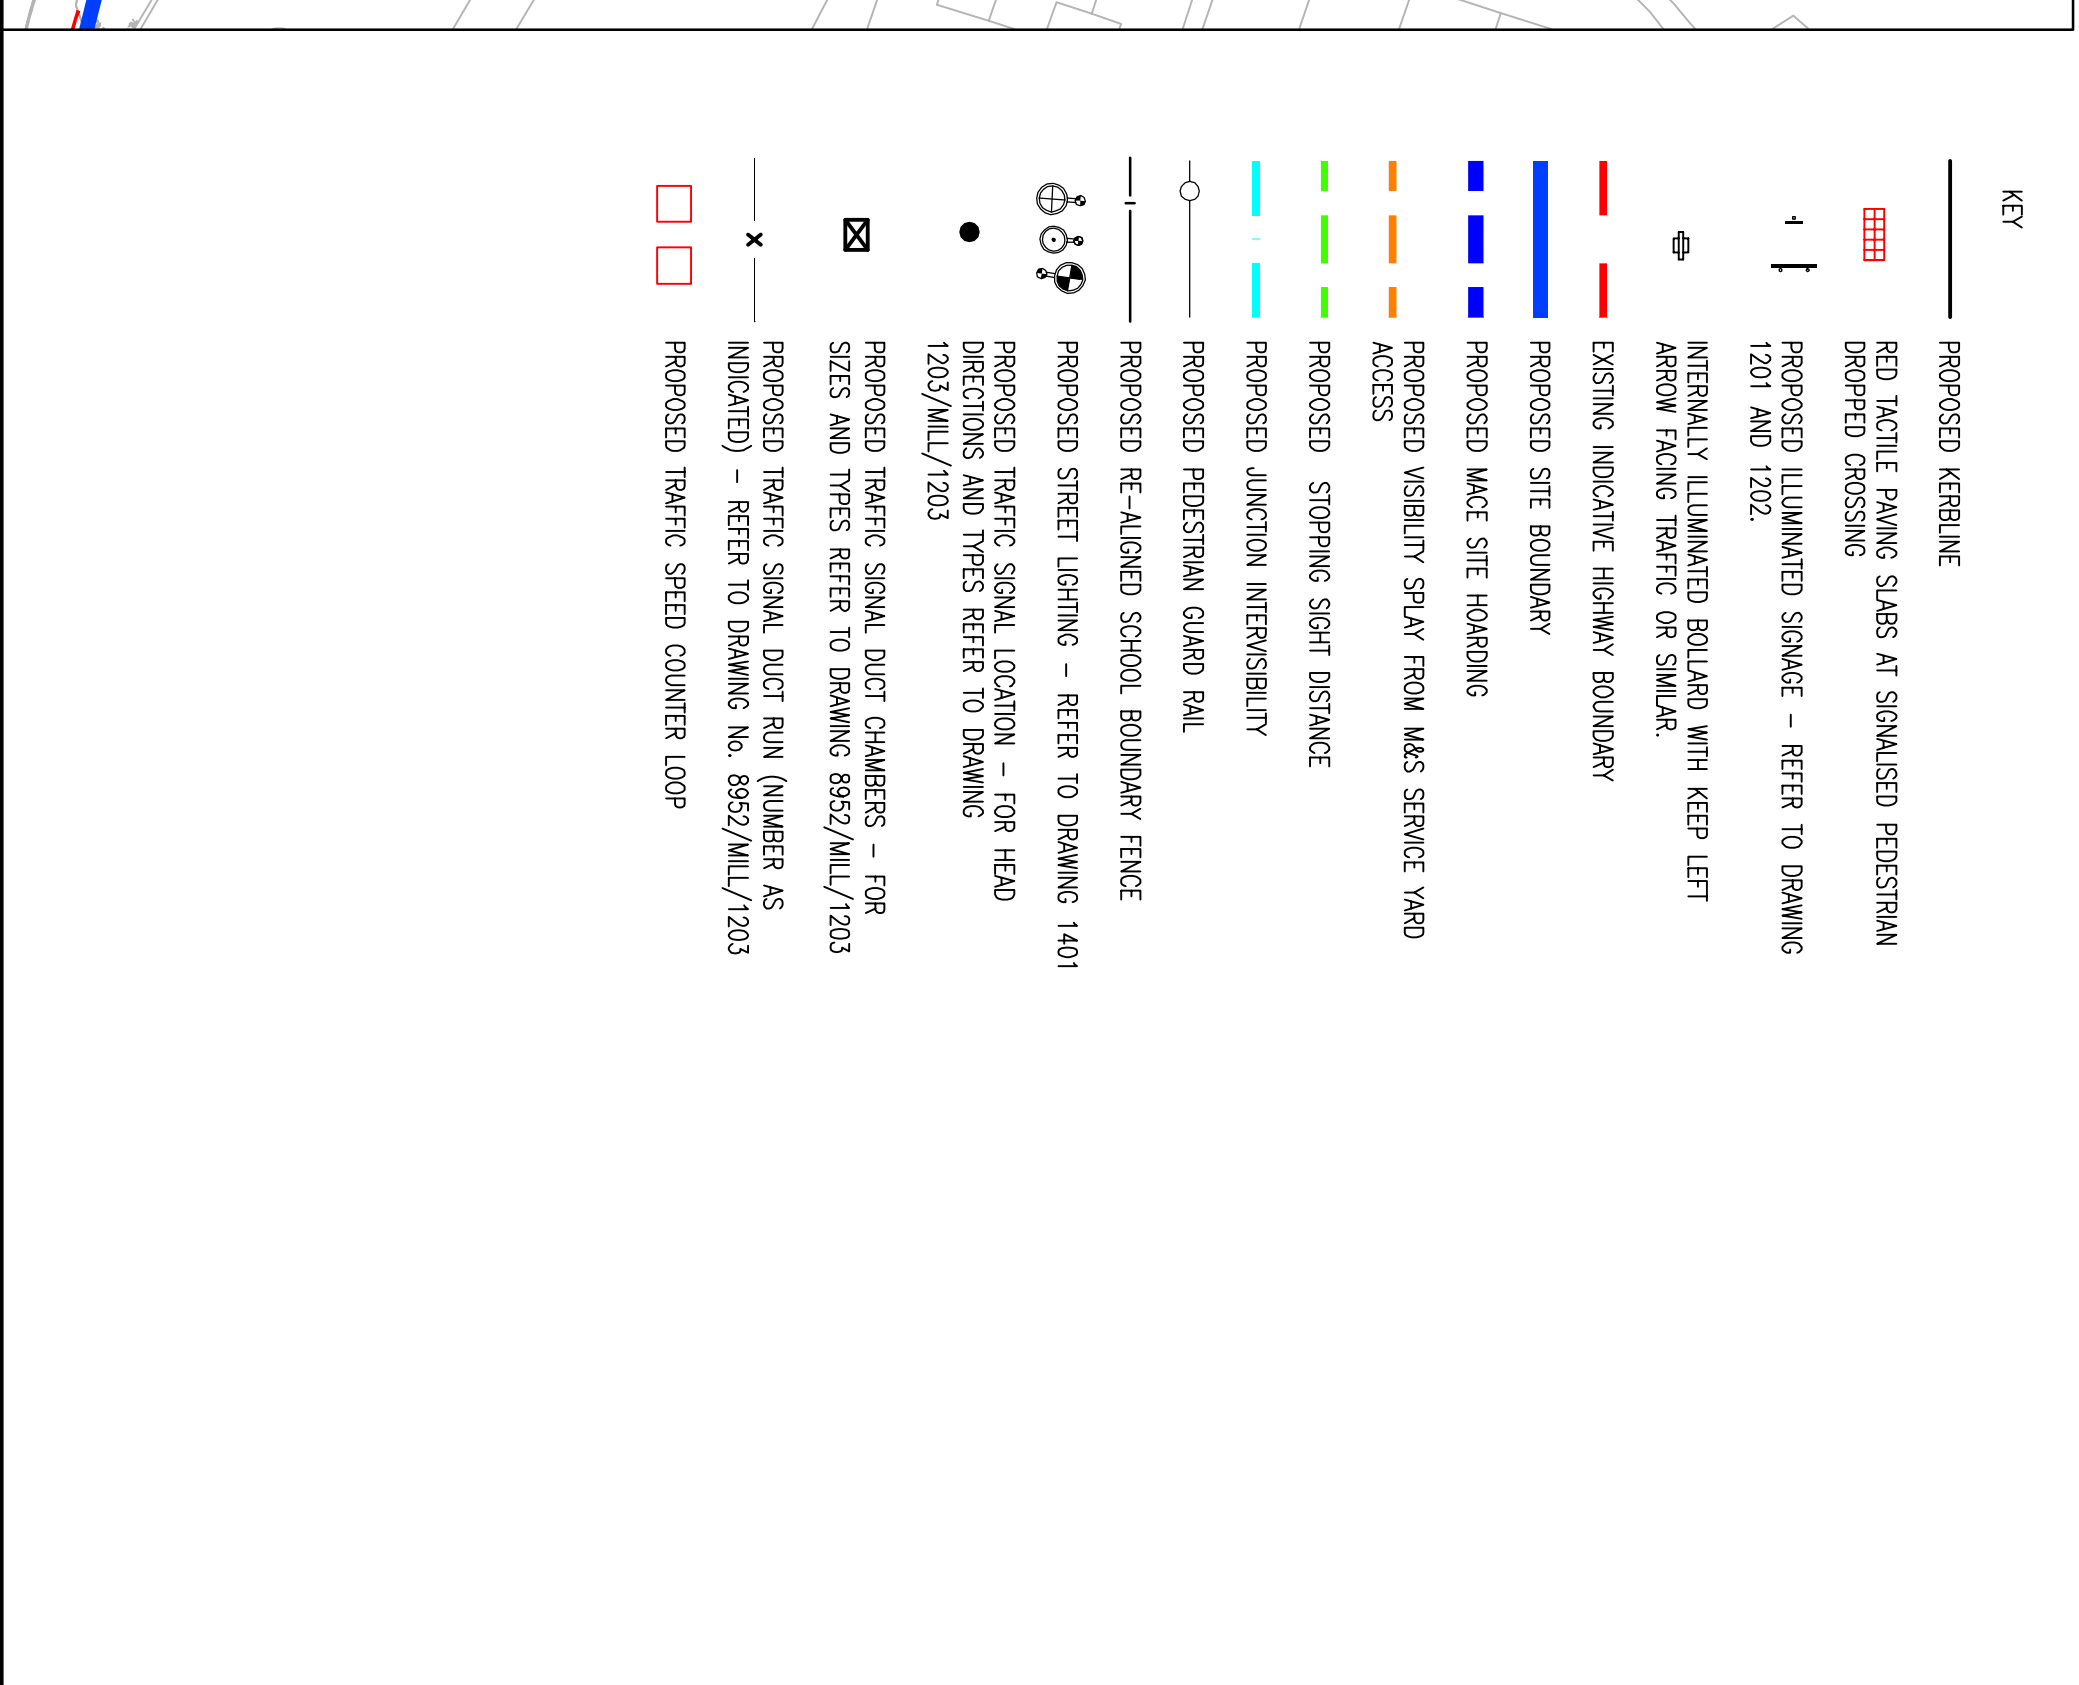 KEY
PROPOSED KERBLINE
RED TACTILE PAVING SLABS AT SIGNALISED PEDESTRIAN
DROPPED CROSSING
PROPOSED ILLUMINATED SIGNAGE - REFER TO DRAWING
1201 AND 1202.
INTERNALLY ILLUMINATED BOLLARD WITH KEEP LEFT
ARROW FACING TRAFFIC OR SIMILAR.
EXISTING INDICATIVE HIGHWAY BOUNDARY
PROPOSED SITE BOUNDARY
PROPOSED MACE SITE HOARDING
PROPOSED VISIBILITY SPLAY FROM M&S SERVICE YARD
ACCESS
PROPOSED STOPPING SIGHT DISTANCE
PROPOSED JUNCTION INTERVISIBILITY
PROPOSED PEDESTRIAN GUARD RAIL
PROPOSED RE-ALIGNED SCHOOL BOUNDARY FENCE
PROPOSED STREET LIGHTING - REFER TO DRAWING 1401
PROPOSED TRAFFIC SIGNAL LOCATION - FOR HEAD
DIRECTIONS AND TYPES REFER TO DRAWING
1203/MILL/1203
PROPOSED TRAFFIC SIGNAL DUCT CHAMBERS - FOR
SIZES AND TYPES REFER TO DRAWING 8952/MILL/1203
PROPOSED TRAFFIC SIGNAL DUCT RUN (NUMBER AS
INDICATED) - REFER TO DRAWING No. 8952/MILL/1203
PROPOSED TRAFFIC SPEED COUNTER LOOP